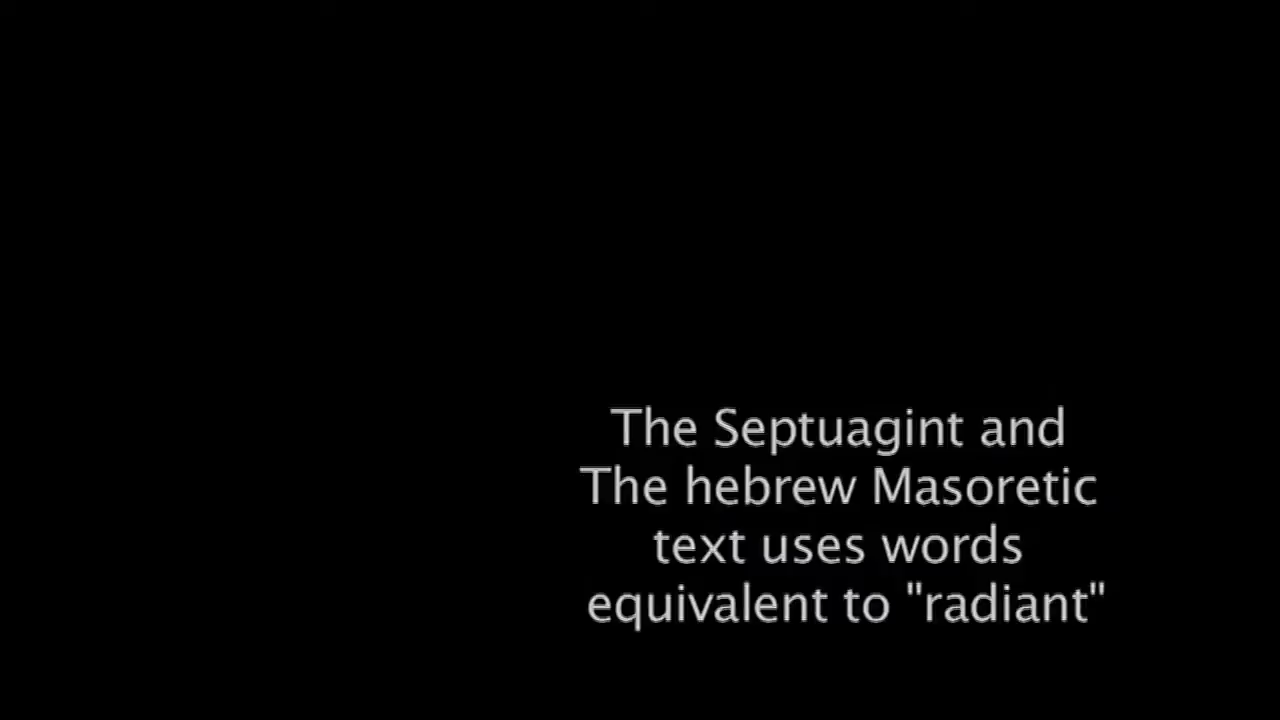 The Septuagint and
The hebrew Masoretic
text uses words
equivalent to "radiant"